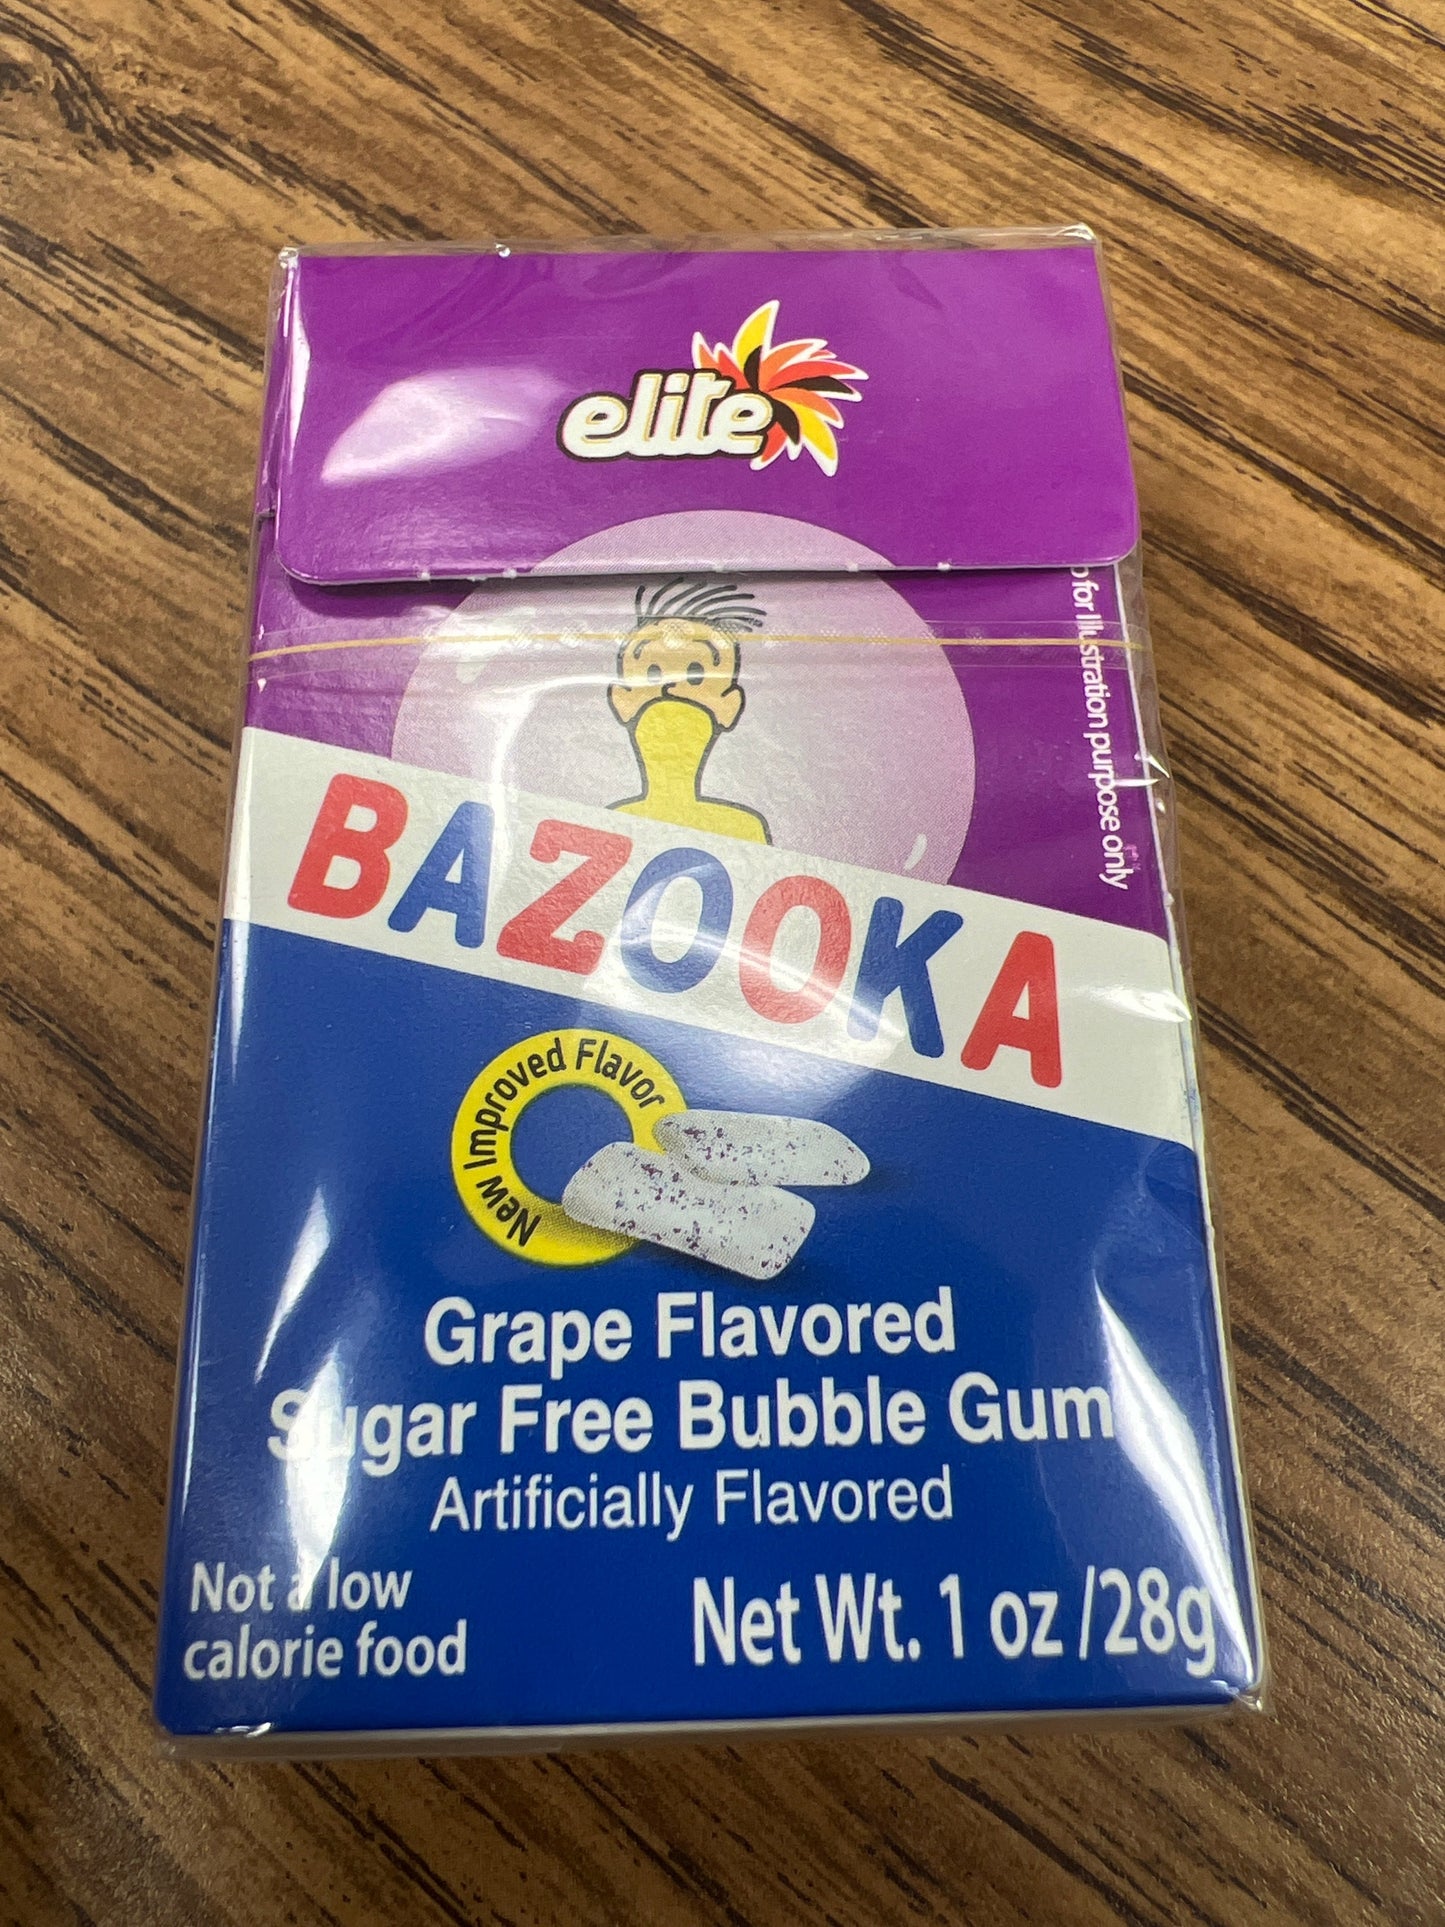 elite
for Illustration purpose only
BAZOOKA
New Improved Flavor
Grape Flavored
Sugar Free Bubble Gum
Artificially Flavored
Not a low
calorie food
Net Wt. 1 oz /28g